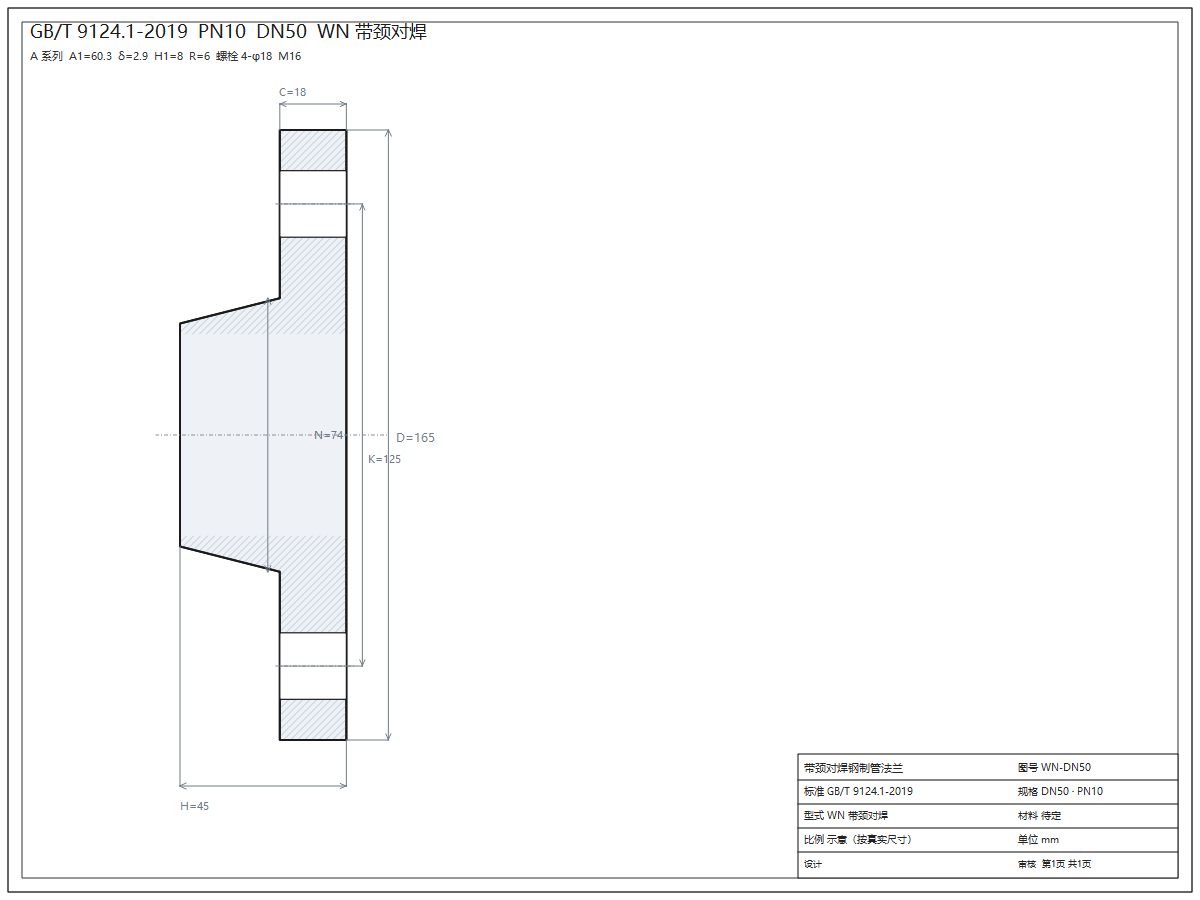 GB/T 9124.1-2019 PN10 DN50 WN 带颈对焊
A 系列 A1=60.3 δ=2.9 H1=8 R=6 螺栓 4-φ18 M16
C=18
N=74
D=165
K=125
H=45
带颈对焊钢制管法兰 图号 WN-DN50
标准 GB/T 9124.1-2019 规格 DN50 · PN10
型式 WN 带颈对焊 材料 待定
比例 示意（按真实尺寸） 单位 mm
设计 审核 第1页 共1页